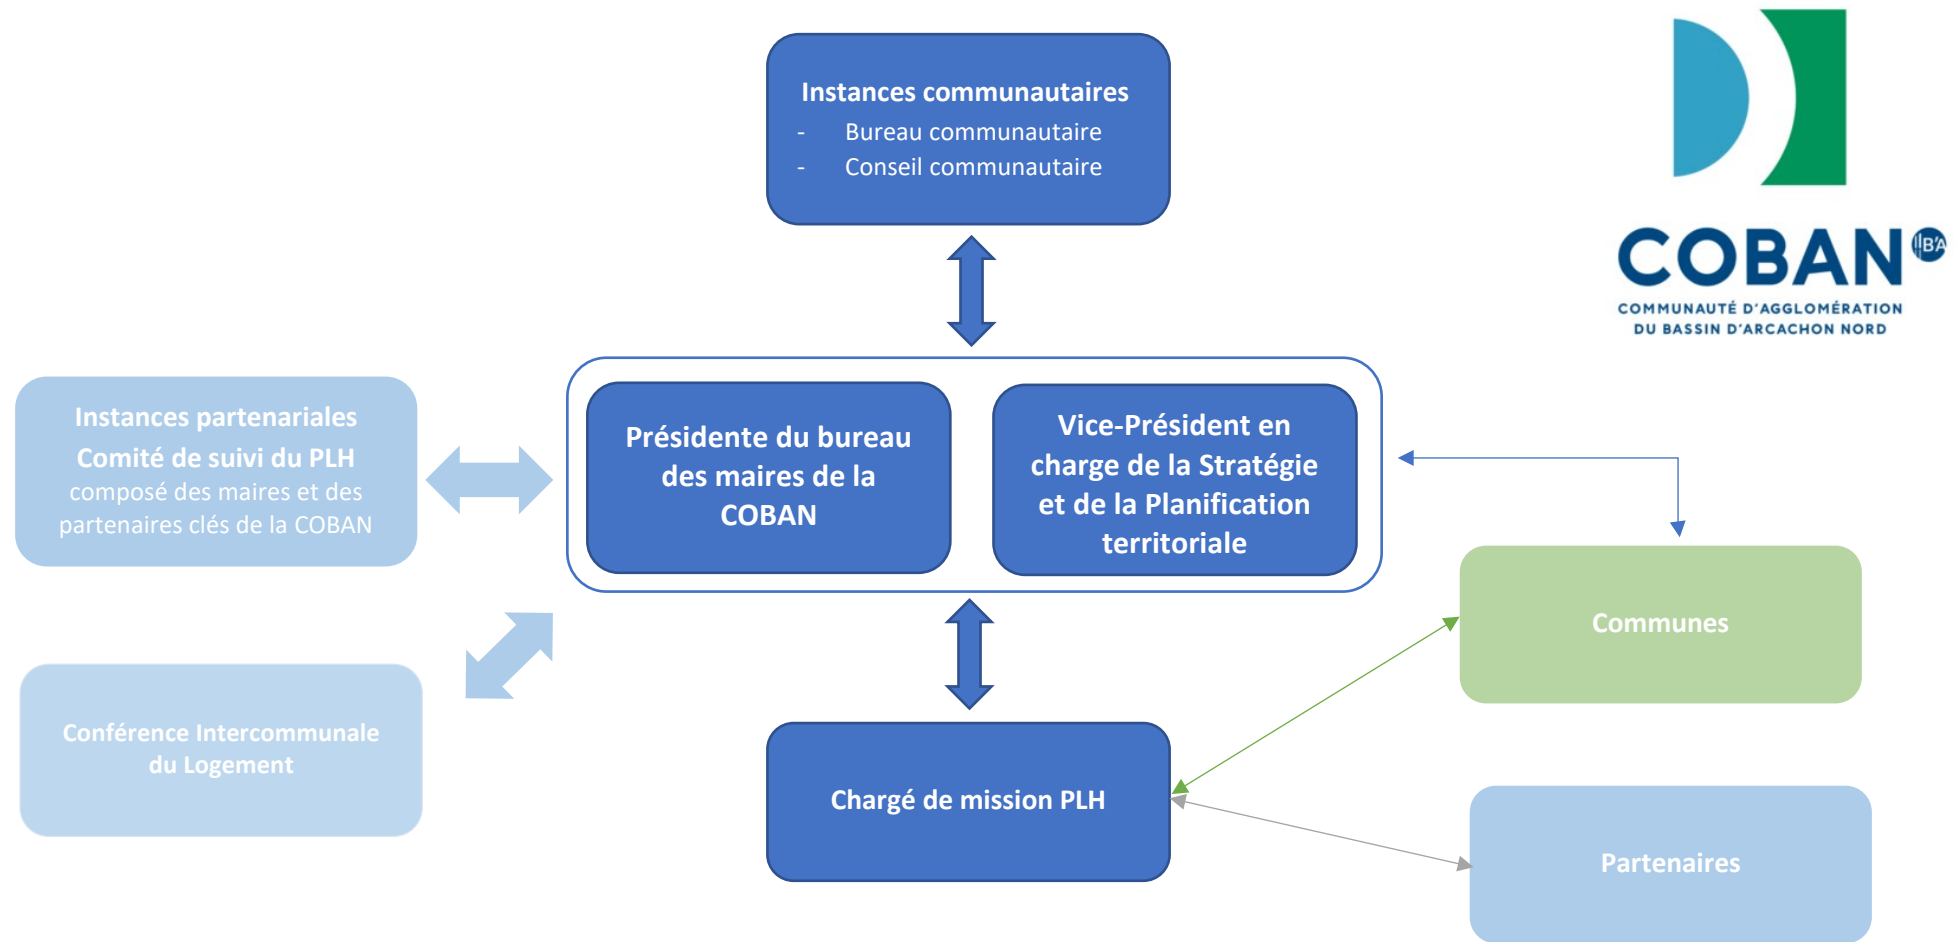 Instances communautaires
- Bureau communautaire
- Conseil communautaire
COBAN
COMMUNAUTÉ D'AGGLOMÉRATION
DU BASSIN D'ARCACHON NORD
Instances partenariales
Comité de suivi du PLH
composé des maires et des
partenaires clés de la COBAN
Présidente du bureau
des maires de la
COBAN
Vice-Président en
charge de la Stratégie
et de la Planification
territoriale
Communes
Conférence Intercommunale
du Logement
Chargé de mission PLH
Partenaires